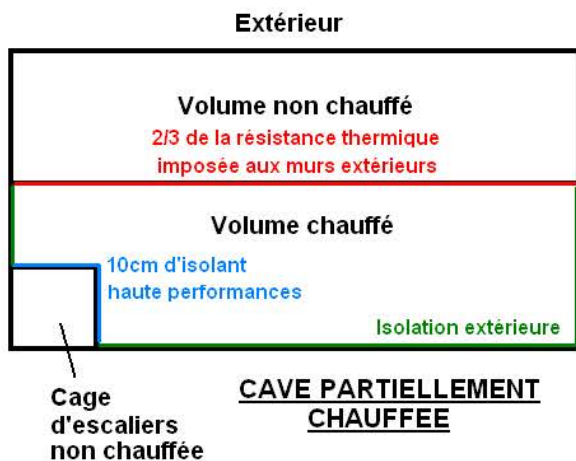 Extérieur
Volume non chauffé
2/3 de la résistance thermique
imposée aux murs extérieurs
Volume chauffé
10cm d'isolant
haute performances
Isolation extérieure
Cage
d'escaliers
non chauffée
CAVE PARTIELLEMENT
CHAUFFEE